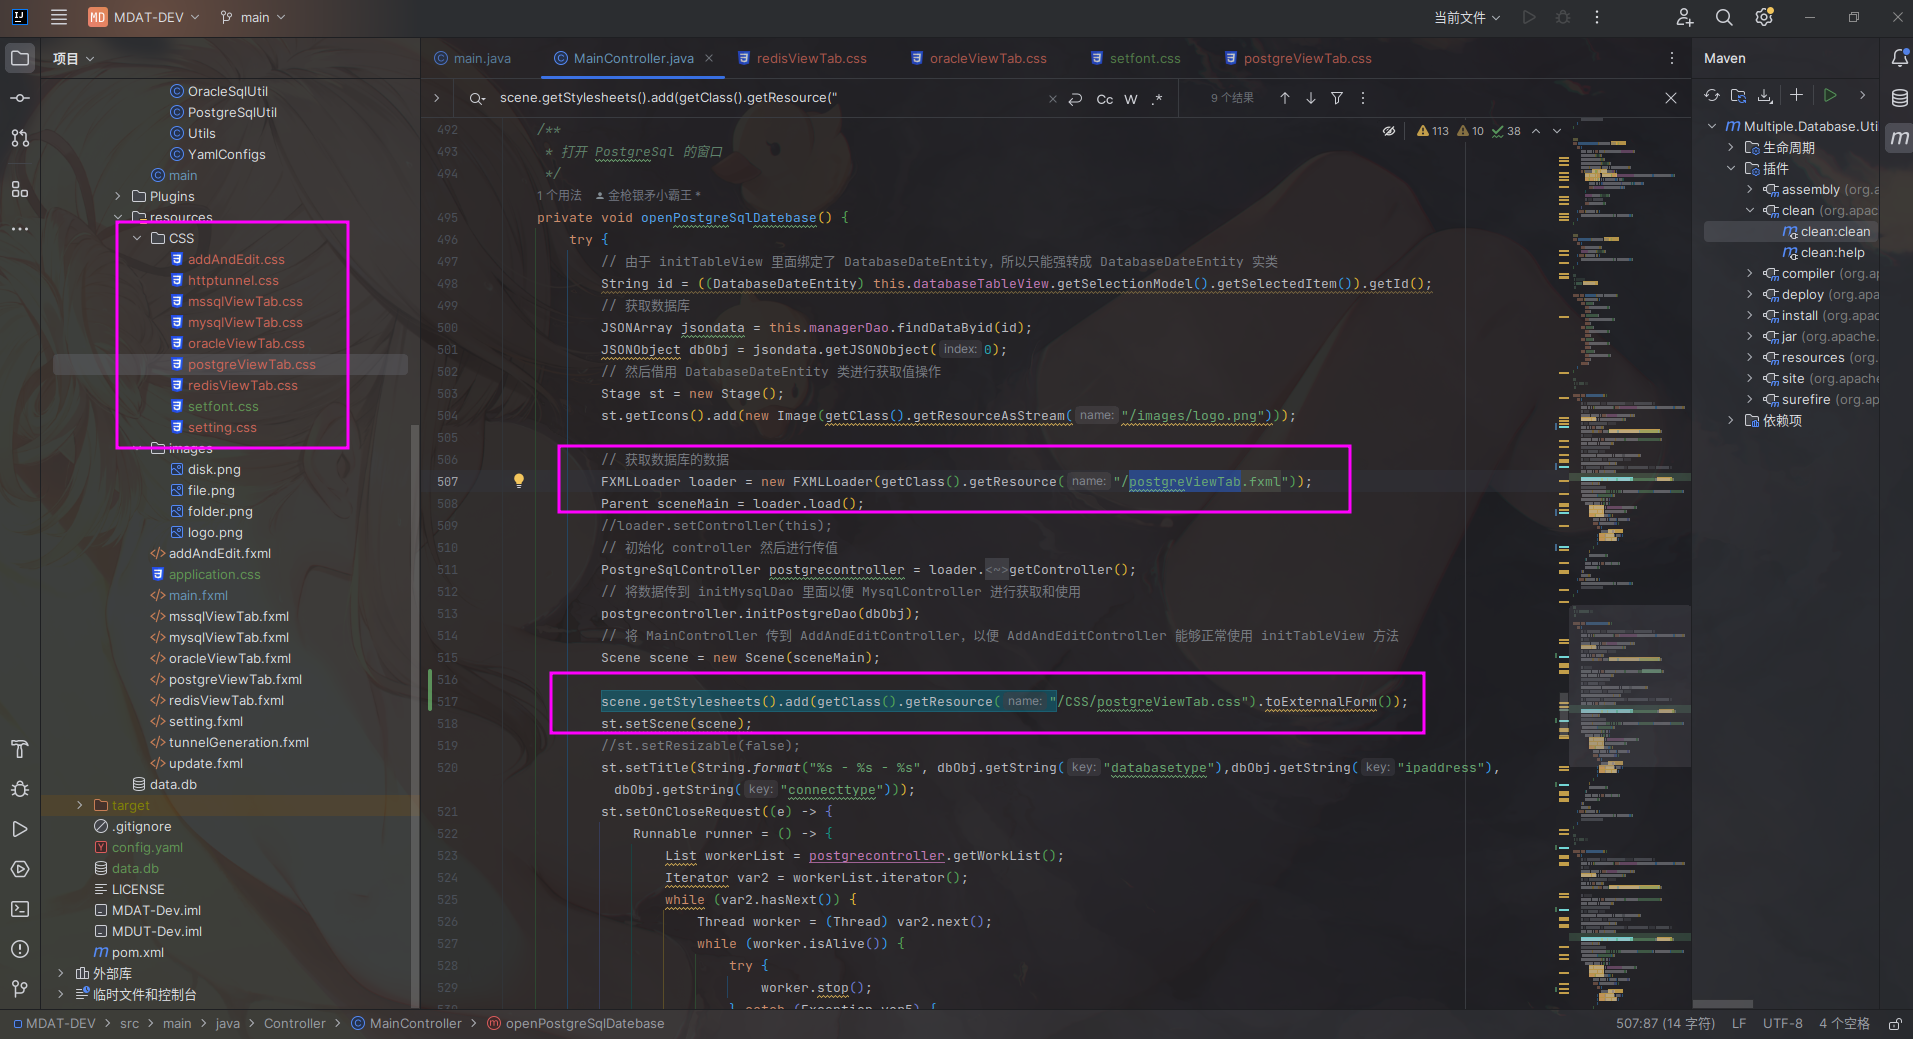 MD MDAT-DEV main 当前文件
项目
OracleSqlUtil
PostgreSqlUtil
Utils
YamlConfigs
main
Plugins
resources
CSS
addAndEdit.css
httptunnel.css
mssqlViewTab.css
mysqlViewTab.css
oracleViewTab.css
postgreViewTab.css
redisViewTab.css
setfont.css
setting.css
images
disk.png
file.png
folder.png
logo.png
addAndEdit.fxml
application.css
main.fxml
mssqlViewTab.fxml
mysqlViewTab.fxml
oracleViewTab.fxml
postgreViewTab.fxml
redisViewTab.fxml
setting.fxml
tunnelGeneration.fxml
update.fxml
data.db
target
.gitignore
config.yaml
data.db
LICENSE
MDAT-Dev.iml
MDUT-Dev.iml
pom.xml
外部库
临时文件和控制台
main.java MainController.java redisViewTab.css oracleViewTab.css setfont.css postgreViewTab.css
scene.getStylesheets().add(getClass().getResource(" Cc W .* 9 个结果
113 10 38
492 /**
493 * 打开 PostgreSql 的窗口
494 */
1 个用法 金枪银矛小霸王 *
495 private void openPostgreSqlDatebase() {
496 try {
497 // 由于 initTableView 里面绑定了 DatabaseDateEntity，所以只能强转成 DatabaseDateEntity 实类
498 String id = ((DatabaseDateEntity) this.databaseTableView.getSelectionModel().getSelectedItem()).getId();
499 // 获取数据库
500 JSONArray jsondata = this.managerDao.findDataByid(id);
501 JSONObject dbObj = jsondata.getJSONObject( index: 0);
502 // 然后借用 DatabaseDateEntity 类进行获取值操作
503 Stage st = new Stage();
504 st.getIcons().add(new Image(getClass().getResourceAsStream( name: "/images/logo.png")));
505
506 // 获取数据库的数据
507 FXMLLoader loader = new FXMLLoader(getClass().getResource( name: "/postgreViewTab.fxml"));
508 Parent sceneMain = loader.load();
509 //loader.setController(this);
510 // 初始化 controller 然后进行传值
511 PostgreSqlController postgrecontroller = loader.<~>getController();
512 // 将数据传到 initMysqlDao 里面以便 MysqlController 进行获取和使用
513 postgrecontroller.initPostgreDao(dbObj);
514 // 将 MainController 传到 AddAndEditController，以便 AddAndEditController 能够正常使用 initTableView 方法
515 Scene scene = new Scene(sceneMain);
516
517 scene.getStylesheets().add(getClass().getResource( name: "/CSS/postgreViewTab.css").toExternalForm());
518 st.setScene(scene);
519 //st.setResizable(false);
520 st.setTitle(String.format("%s - %s - %s", dbObj.getString( key: "databasetype"),dbObj.getString( key: "ipaddress"),
dbObj.getString( key: "connecttype")));
521 st.setOnCloseRequest((e) -> {
522 Runnable runner = () -> {
523 List workerList = postgrecontroller.getWorkList();
524 Iterator var2 = workerList.iterator();
525 while (var2.hasNext()) {
526 Thread worker = (Thread) var2.next();
527 while (worker.isAlive()) {
528 try {
529 worker.stop();
530 } catch (Exception var5) {
Maven
Multiple.Database.Uti
生命周期
插件
assembly (org.a
clean (org.apac
clean:clean
clean:help
compiler (org.ap
deploy (org.apa
install (org.apac
jar (org.apache.
resources (org.
site (org.apache
surefire (org.ap
依赖项
MDAT-DEV > src > main > java > Controller > MainController > openPostgreSqlDatebase
507:87 (14 字符) LF UTF-8 4 个空格